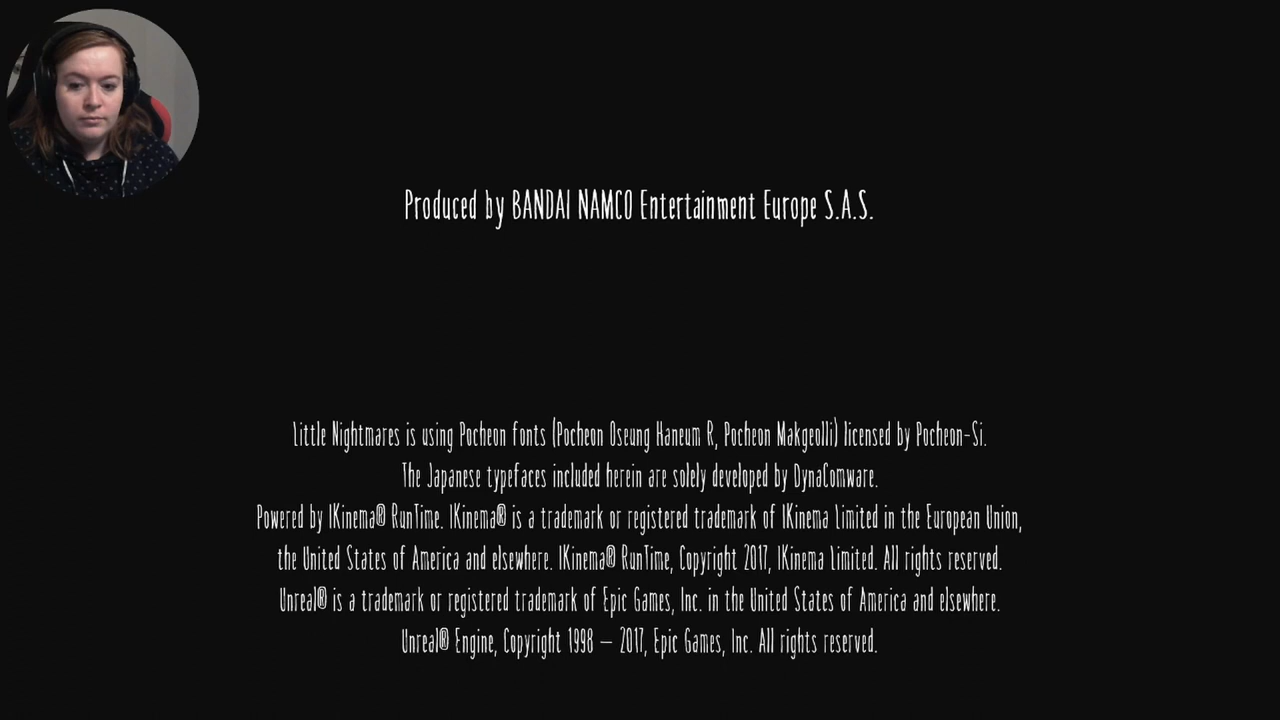 Produced by BANDAI NAMCO Entertainment Europe S.A.S.
Little Nightmares is using Pocheon fonts (Pocheon Oseung Haneum R, Pocheon Makgeolli) licensed by Pocheon-Si.
The Japanese typefaces included herein are solely developed by DynaComware.
Powered by IKinema® RunTime. IKinema® is a trademark or registered trademark of IKinema Limited in the European Union,
the United States of America and elsewhere. IKinema® RunTime, Copyright 2017, IKinema Limited. All rights reserved.
Unreal® is a trademark or registered trademark of Epic Games, Inc. in the United States of America and elsewhere.
Unreal® Engine, Copyright 1998 – 2017, Epic Games, Inc. All rights reserved.